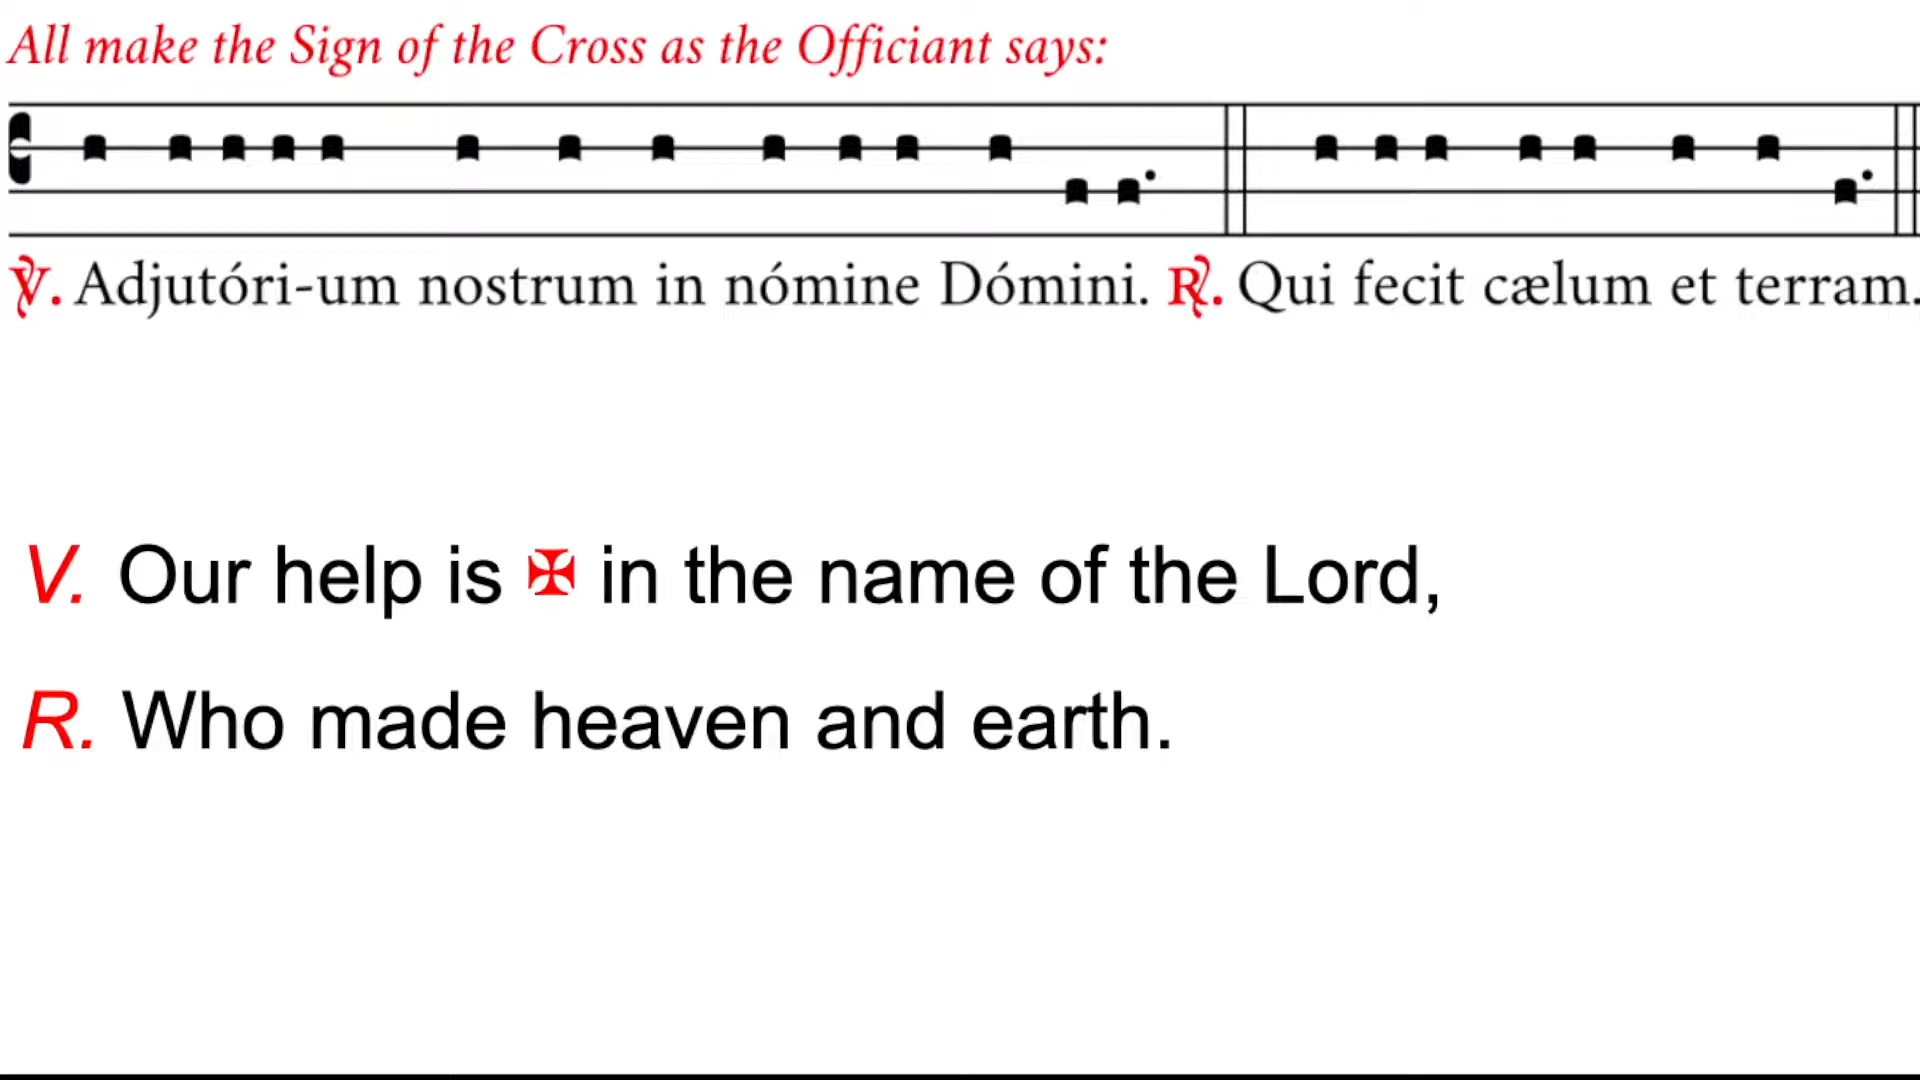 All make the Sign of the Cross as the Officiant says:
℣. Adjutóri-um nostrum in nómine Dómini. ℟. Qui fecit cælum et terram.
V. Our help is ✠ in the name of the Lord,
R. Who made heaven and earth.